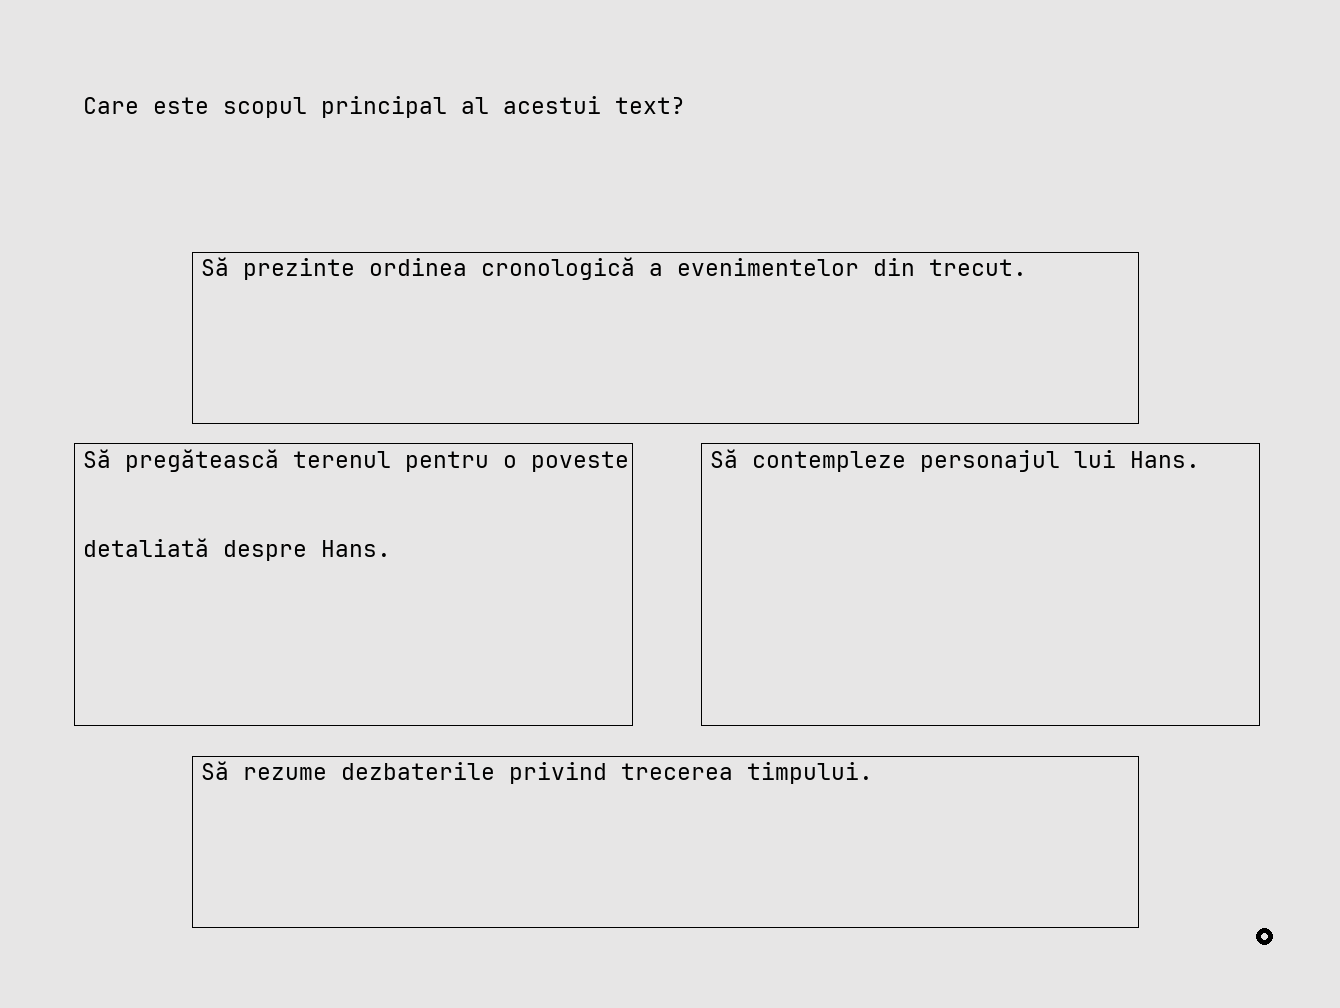 Care este scopul principal al acestui text?
Să prezinte ordinea cronologică a evenimentelor din trecut.
Să pregătească terenul pentru o poveste
detaliată despre Hans.
Să contempleze personajul lui Hans.
Să rezume dezbaterile privind trecerea timpului.